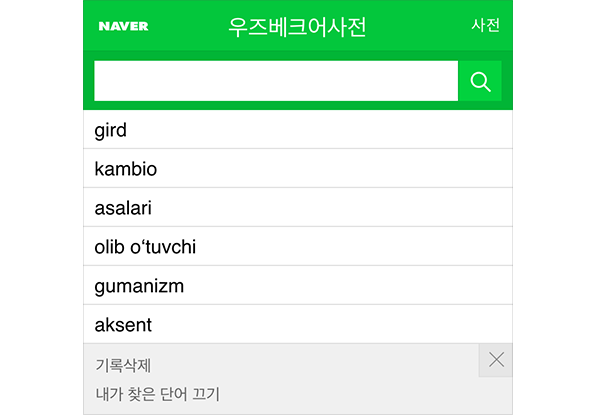 NAVER 우즈베크어사전 사전
gird
kambio
asalari
olib o‘tuvchi
gumanizm
aksent
기록삭제
내가 찾은 단어 끄기